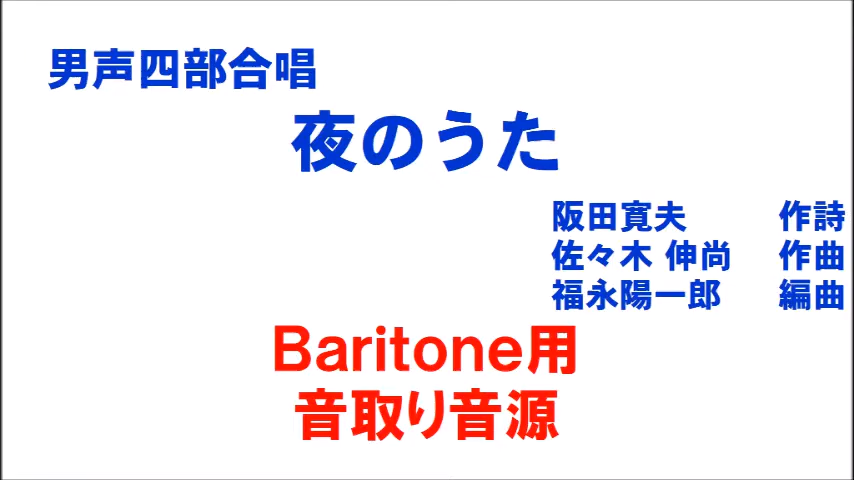 男声四部合唱
夜のうた
阪田寛夫 作詩
佐々木 伸尚 作曲
福永陽一郎 編曲
Baritone用
音取り音源